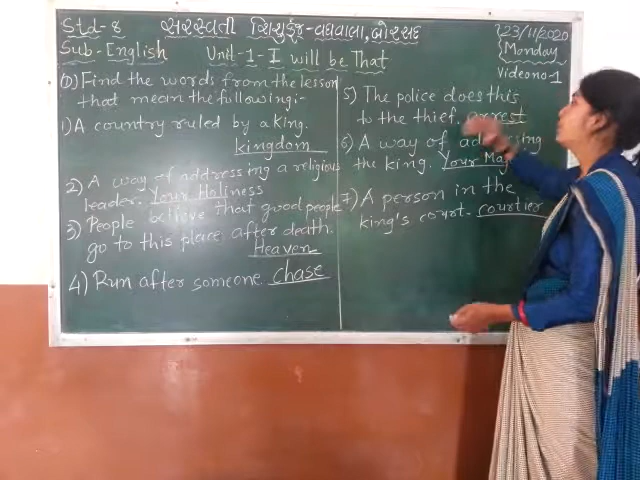 Std-8
સરસ્વતી શિશુકુંજ-વઘવાલા, બોરસદ
23/11/2020
Monday
Video no-1
Sub-English
Unit-1-I will be That
(D) Find the words from the lesson
that mean the following:-
1) A country ruled by a king.
kingdom
2) A way of addressing a religious
leader. Your Holiness
3) People believe that good people
go to this place after death.
Heaven
4) Run after someone. chase
5) The police does this
to the thief. arrest
6) A way of addressing
the king. Your Maj
7) A person in the
king's court- courtier